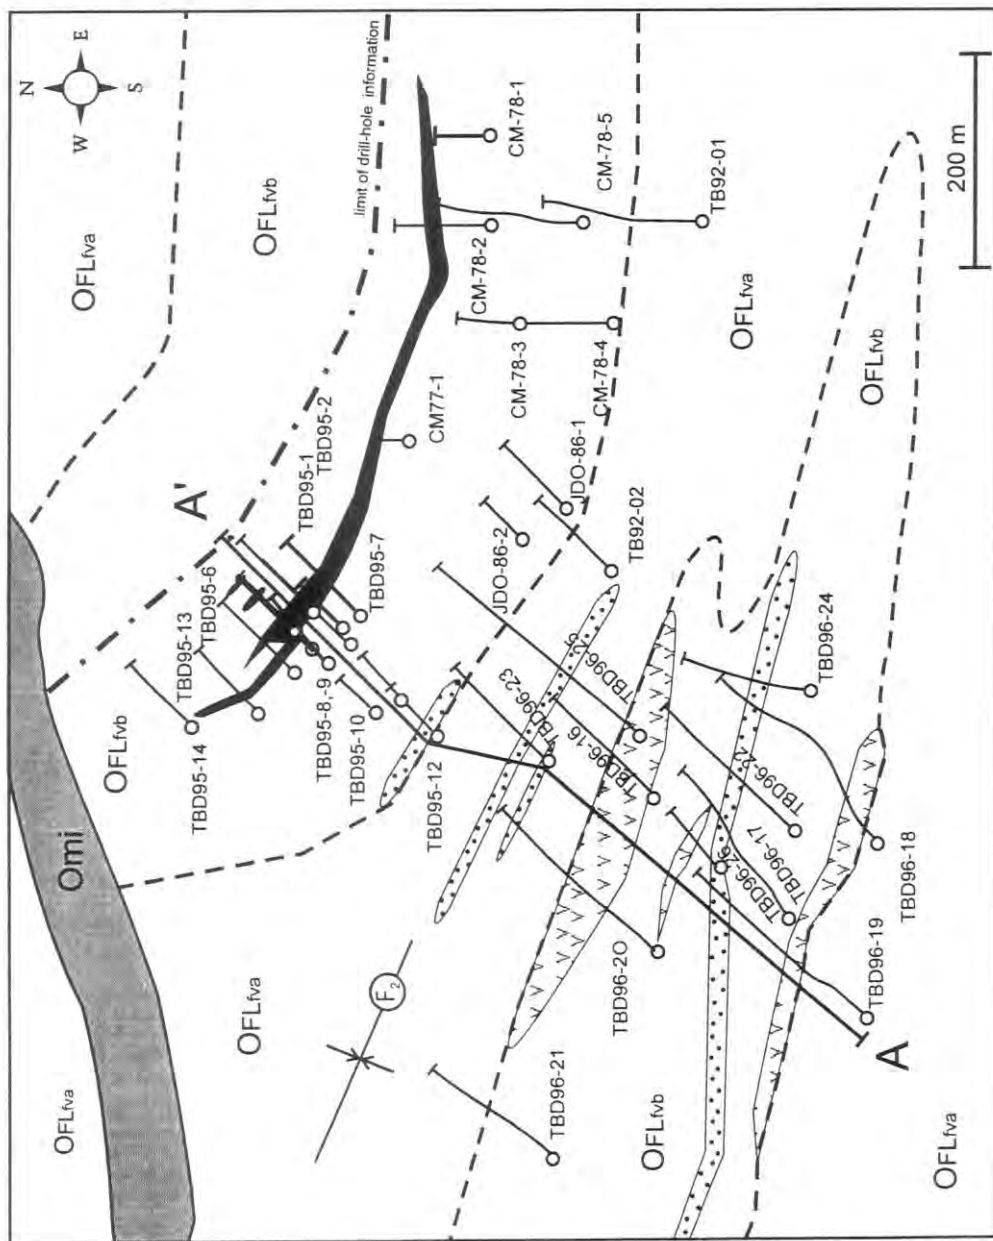 N
E
S
W
OFLfva
OFLfvb
limit of drill-hole information
CM-78-1
CM-78-5
TB92-01
200 m
CM-78-2
CM-78-3
CM-78-4
OFLfva
OFLfvb
CM77-1
JDO-86-1
JDO-86-2
TB92-02
A'
TBD95-1
TBD95-2
TBD95-6
TBD95-7
TBD95-13
TBD95-14
TBD95-8,-9
TBD95-10
TBD95-12
OFLfvb
Omi
TBD96-23
TBD96-25
TBD96-16
TBD96-24
TBD96-22
TBD96-17
TBD96-26
TBD96-18
TBD96-19
TBD96-20
TBD96-21
F2
OFLfva
OFLfva
OFLfvb
A
OFLfva